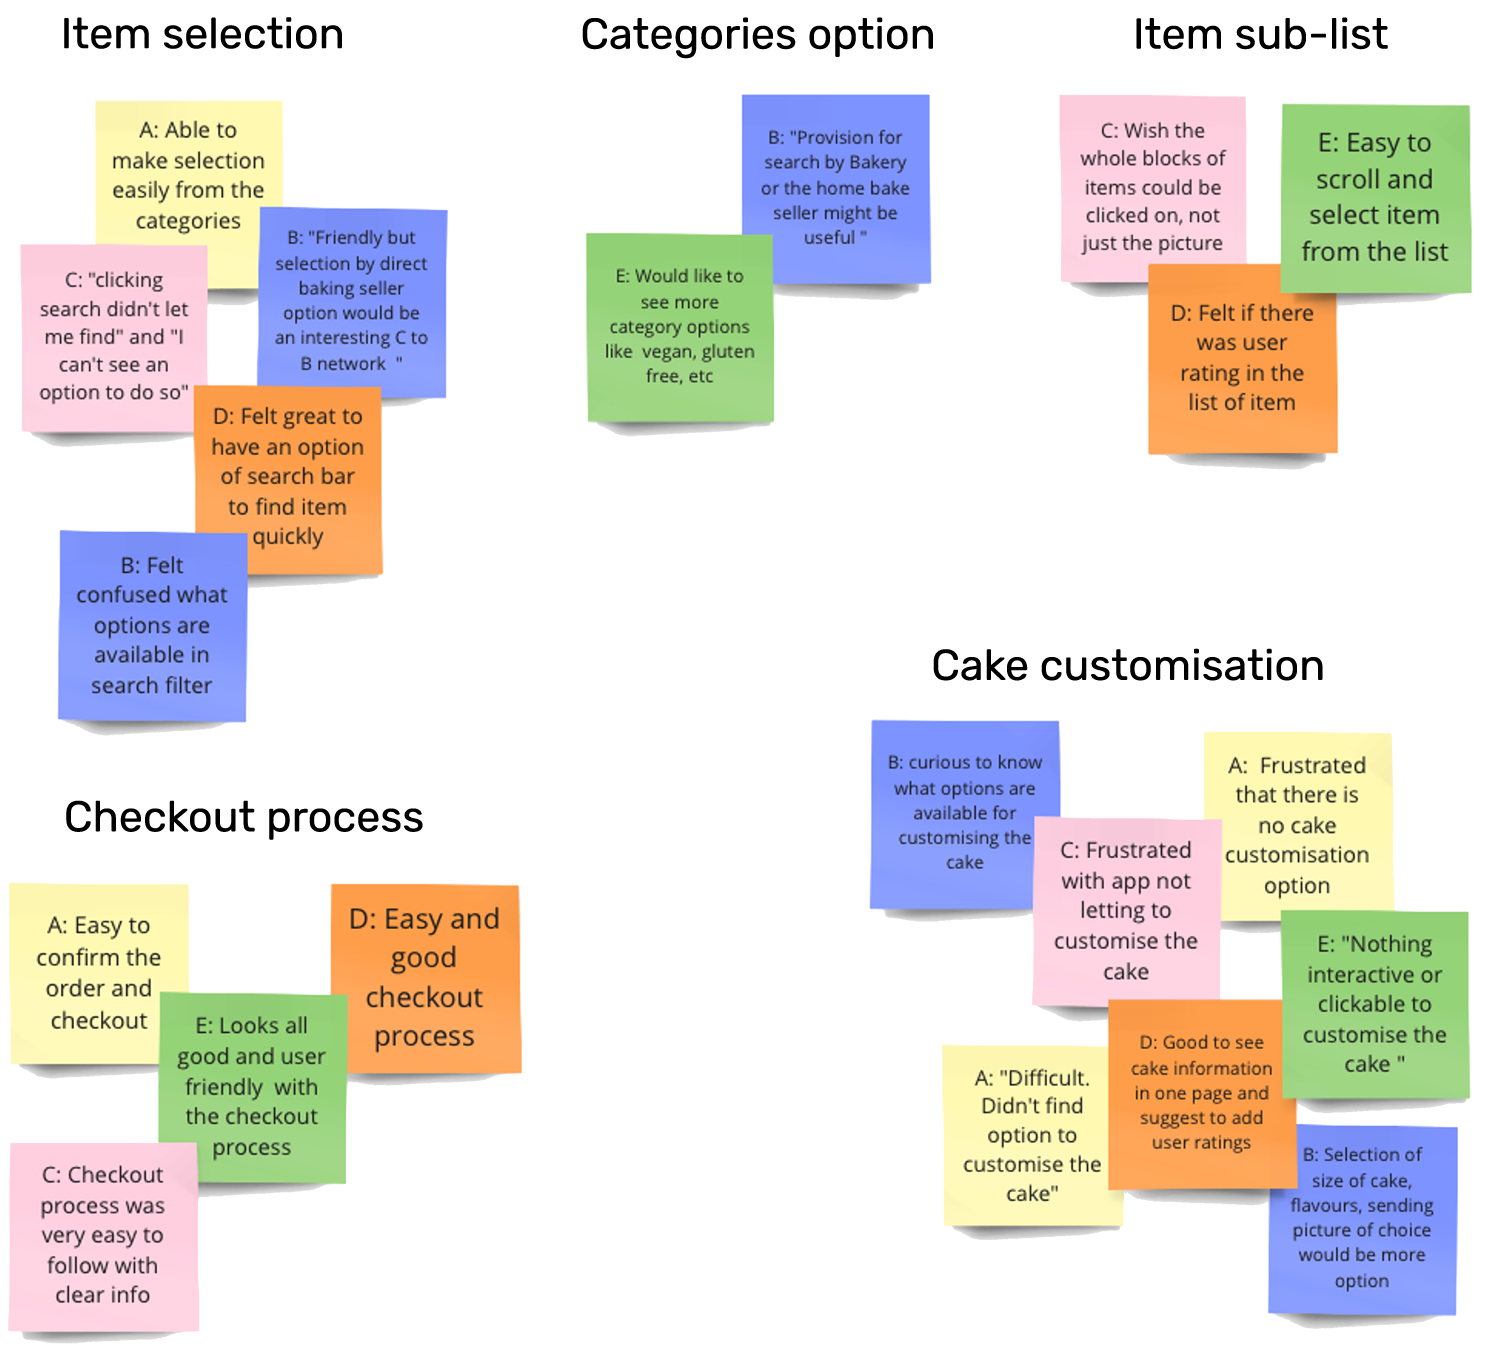 Item selection
A: Able to
make selection
easily from the
categories
B: "Friendly but
selection by direct
baking seller
option would be
an interesting C to
B network  "
C: "clicking
search didn't let
me find" and "I
can't see an
option to do so"
D: Felt great to
have an option
of search bar
to find item
quickly
B: Felt
confused what
options are
available in
search filter
Categories option
B: "Provision for
search by Bakery
or the home bake
seller might be
useful "
E: Would like to
see more
category options
like  vegan, gluten
free, etc
Item sub-list
C: Wish the
whole blocks of
items could be
clicked on, not
just the picture
E: Easy to
scroll and
select item
from the list
D: Felt if there
was user
rating in the
list of item
Checkout process
A: Easy to
confirm the
order and
checkout
D: Easy and
good
checkout
process
E: Looks all
good and user
friendly  with
the checkout
process
C: Checkout
process was
very easy to
follow with
clear info
Cake customisation
B: curious to know
what options are
available for
customising the
cake
A:  Frustrated
that there is
no cake
customisation
option
C: Frustrated
with app not
letting to
customise the
cake
E: "Nothing
interactive or
clickable to
customise the
cake "
A: "Difficult.
Didn't find
option to
customise the
cake"
D: Good to see
cake information
in one page and
suggest to add
user ratings
B: Selection of
size of cake,
flavours, sending
picture of choice
would be more
option